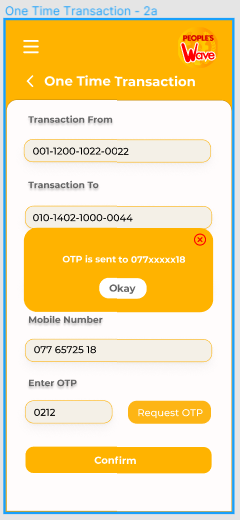 One Time Transaction - 2a
PEOPLE'S
Wave
One Time Transaction
Transaction From
001-1200-1022-0022
Transaction To
010-1402-1000-0044
OTP is sent to 077xxxxx18
Okay
Mobile Number
077 65725 18
Enter OTP
0212
Request OTP
Confirm